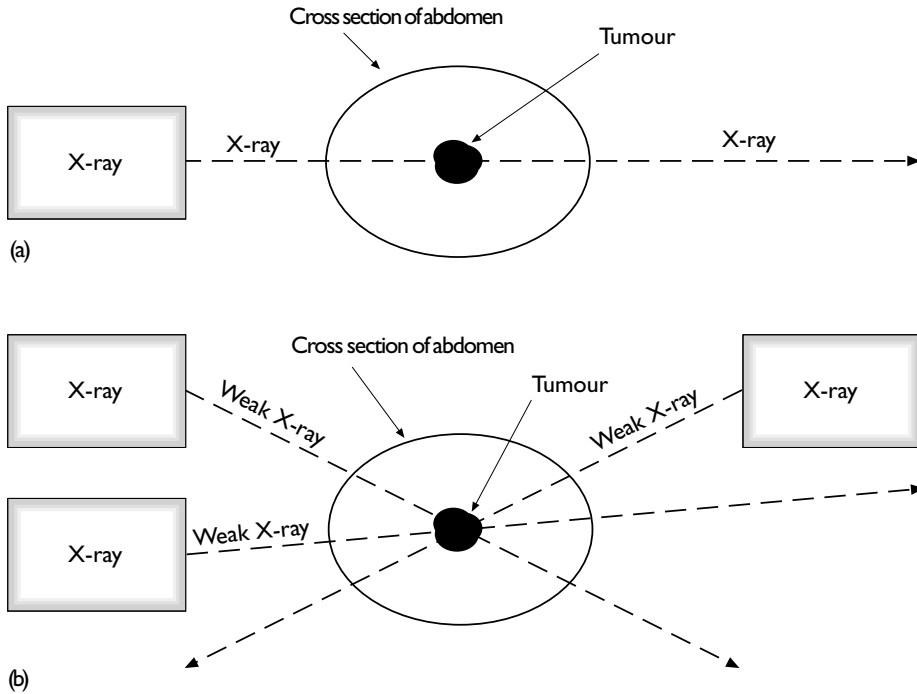 Cross section of abdomen
Tumour
X-ray
X-ray
X-ray
(a)
Cross section of abdomen
X-ray
Weak X-ray
Tumour
Weak X-ray
X-ray
X-ray
Weak X-ray
(b)